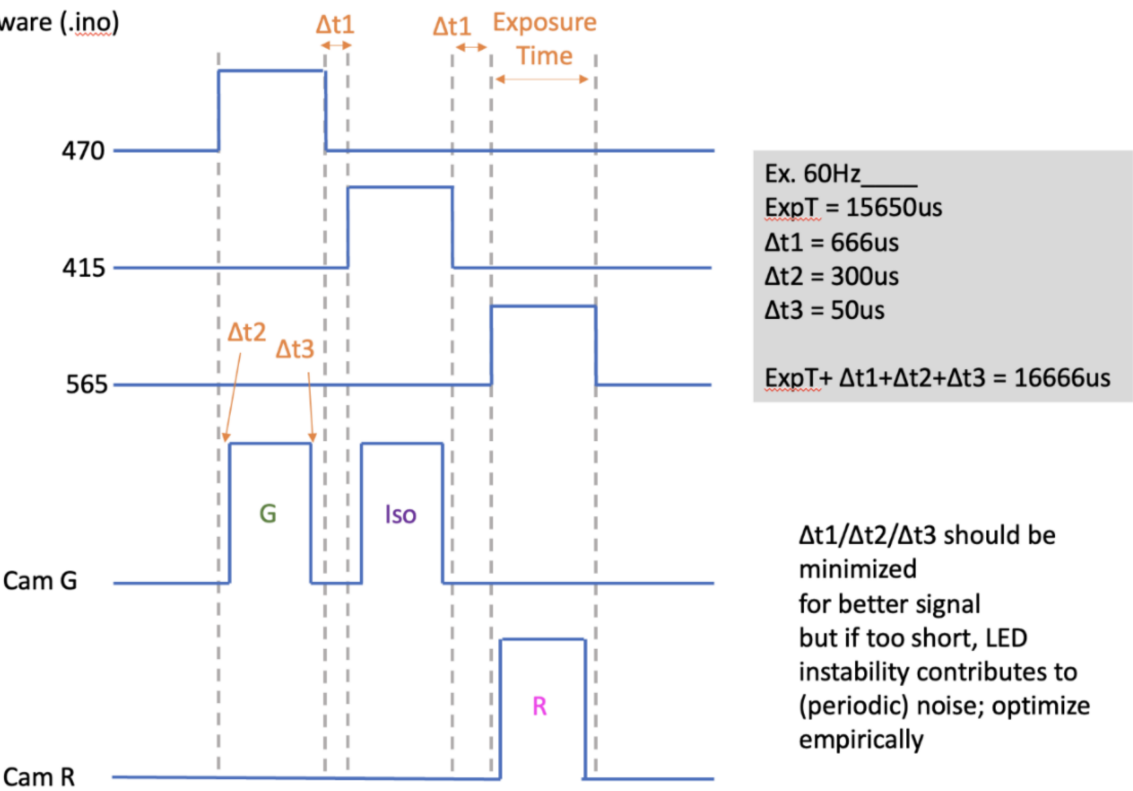 ware (.ino)
Δt1
Δt1
Exposure
Time
470
415
565
Δt2
Δt3
G
Iso
Cam G
R
Cam R
Ex. 60Hz____
ExpT = 15650us
Δt1 = 666us
Δt2 = 300us
Δt3 = 50us
ExpT+ Δt1+Δt2+Δt3 = 16666us
Δt1/Δt2/Δt3 should be
minimized
for better signal
but if too short, LED
instability contributes to
(periodic) noise; optimize
empirically